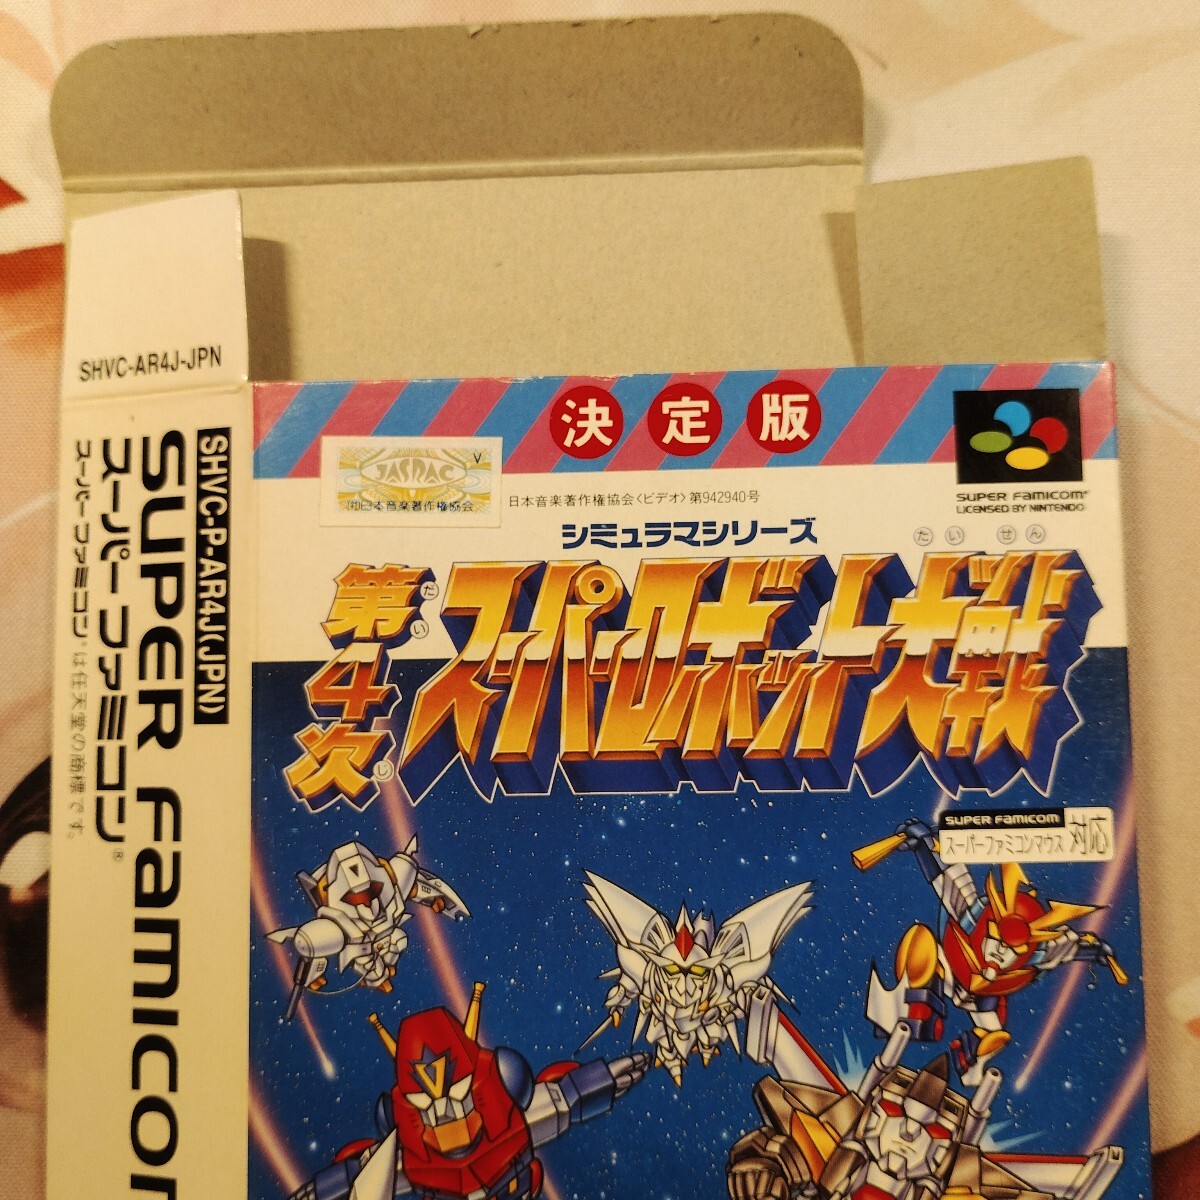 SHVC-AR4J-JPN
SHVC-P-AR4J(JPN)
SUPER FAMICOM
スーパー ファミコン®
スーパー ファミコン®は任天堂の商標です。
決定版
JASRAC
V
(社)日本音楽著作権協会
日本音楽著作権協会〈ビデオ〉第942940号
SUPER FAMICOM®
LICENSED BY NINTENDO
シミュラマシリーズ
だい
じ
たいせん
第4次
スーパーロボット大戦
SUPER FAMICOM
スーパーファミコンマウス対応